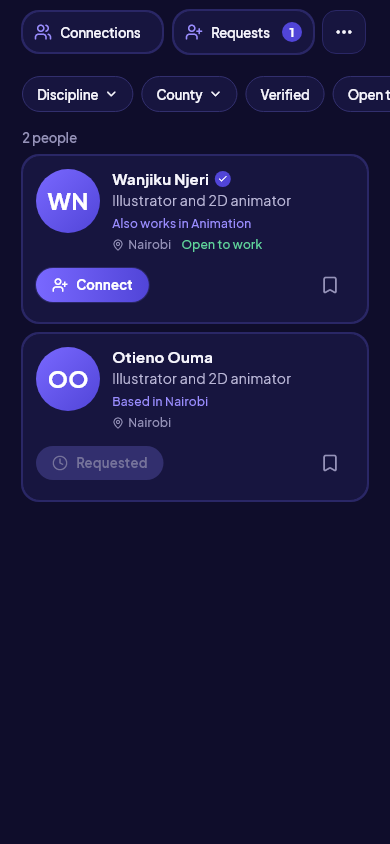 Connections
Requests 1
Discipline
County
Verified
Open t
2 people
WN
Wanjiku Njeri
Illustrator and 2D animator
Also works in Animation
Nairobi Open to work
Connect
OO
Otieno Ouma
Illustrator and 2D animator
Based in Nairobi
Nairobi
Requested